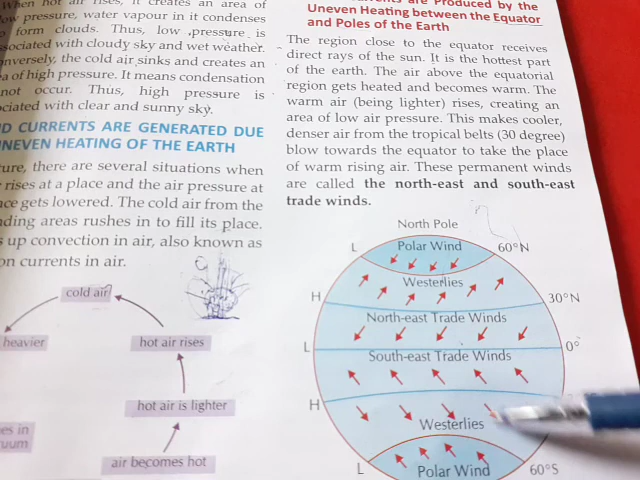 When hot air rises, it creates an area of
low pressure, water vapour in it condenses
form clouds. Thus, low pressure is
associated with cloudy sky and wet weather.
onversely, the cold air sinks and creates an
a of high pressure. It means condensation
not occur. Thus, high pressure is
ociated with clear and sunny sky.
D CURRENTS ARE GENERATED DUE
UNEVEN HEATING OF THE EARTH
ture, there are several situations when
rises at a place and the air pressure at
ce gets lowered. The cold air from the
nding areas rushes in to fill its place.
s up convection in air, also known as
on currents in air.
cold air
heavier
hot air rises
hot air is lighter
es in
uum
air becomes hot
are Produced by the
Uneven Heating between the Equator
and Poles of the Earth
The region close to the equator receives
direct rays of the sun. It is the hottest part
of the earth. The air above the equatorial
region gets heated and becomes warm. The
warm air (being lighter) rises, creating an
area of low air pressure. This makes cooler,
denser air from the tropical belts (30 degree)
blow towards the equator to take the place
of warm rising air. These permanent winds
are called the north-east and south-east
trade winds.
North Pole
L Polar Wind 60°N
Westerlies
H 30°N
North-east Trade Winds
L 0°
South-east Trade Winds
H
Westerlies
L Polar Wind 60°S